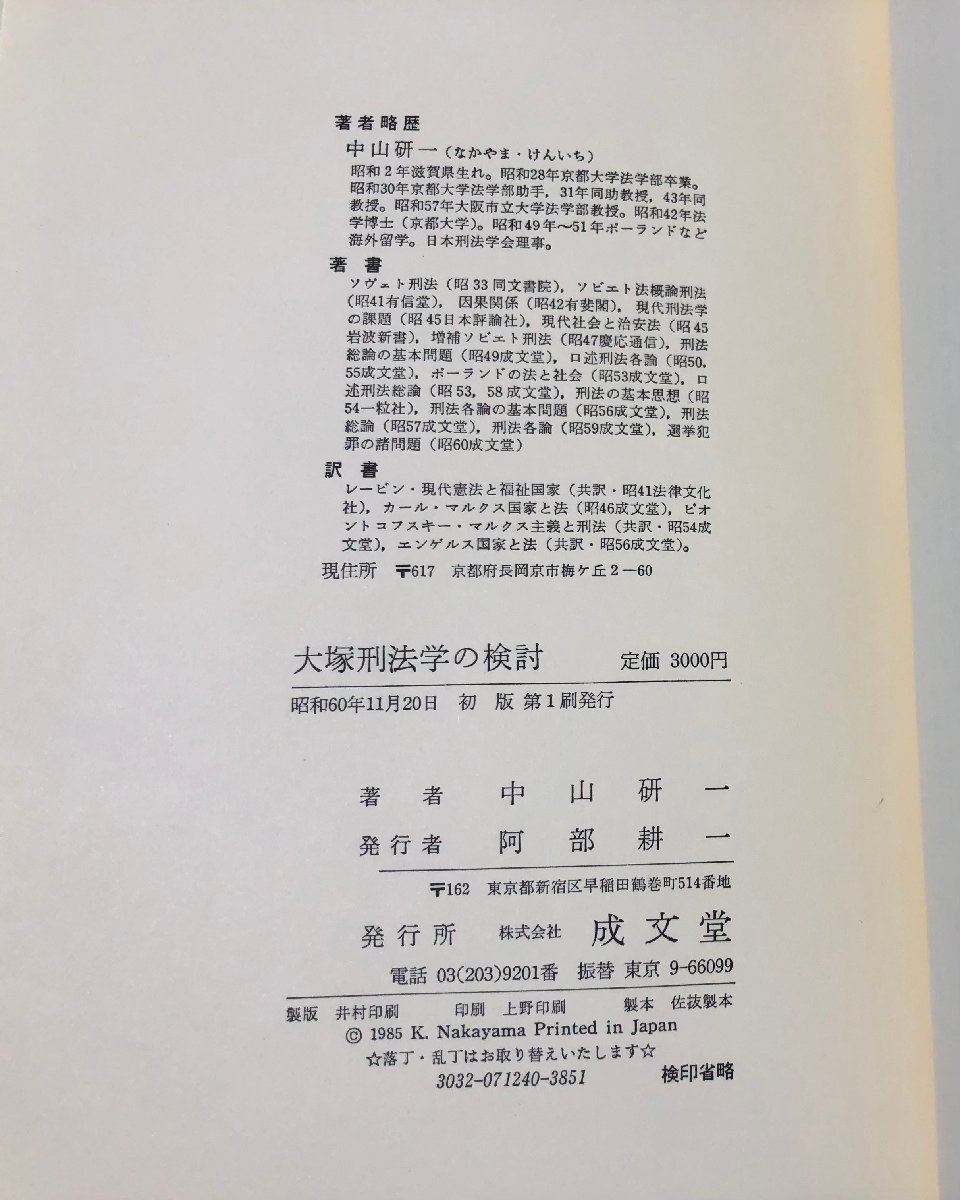 著者略歴
中山研一(なかやま・けんいち)
昭和2年滋賀県生れ。昭和28年京都大学法学部卒業。
昭和30年京都大学法学部助手，31年同助教授，43年同
教授。昭和57年大阪市立大学法学部教授。昭和42年法
学博士（京都大学）。昭和49年～51年ポーランドなど
海外留学。日本刑法学会理事。
著書
ソヴェト刑法（昭33同文書院），ソビエト法概論刑法
（昭41有信堂），因果関係（昭42有斐閣），現代刑法学
の課題（昭45日本評論社），現代社会と治安法（昭45
岩波新書），増補ソビエト刑法（昭47慶応通信），刑法
総論の基本問題（昭49成文堂），口述刑法各論（昭50，
55成文堂），ポーランドの法と社会（昭53成文堂），口
述刑法総論（昭53，58成文堂），刑法の基本思想（昭
54一粒社），刑法各論の基本問題（昭56成文堂），刑法
総論（昭57成文堂），刑法各論（昭59成文堂），選挙犯
罪の諸問題（昭60成文堂）
訳書
レービン・現代憲法と福祉国家（共訳・昭41法律文化
社），カール・マルクス国家と法（昭46成文堂），ピオ
ントコフスキー・マルクス主義と刑法（共訳・昭54成
文堂），エンゲルス国家と法（共訳・昭56成文堂）。
現住所 〒617 京都府長岡京市梅ケ丘2-60
大塚刑法学の検討 定価 3000円
昭和60年11月20日 初版第1刷発行
著者 中山研一
発行者 阿部耕一
〒162 東京都新宿区早稲田鶴巻町514番地
発行所 株式会社 成文堂
電話 03(203)9201番 振替 東京 9-66099
製版 井村印刷 印刷 上野印刷 製本 佐抜製本
© 1985 K. Nakayama Printed in Japan
☆落丁・乱丁はお取り替えいたします☆
3032-071240-3851 検印省略